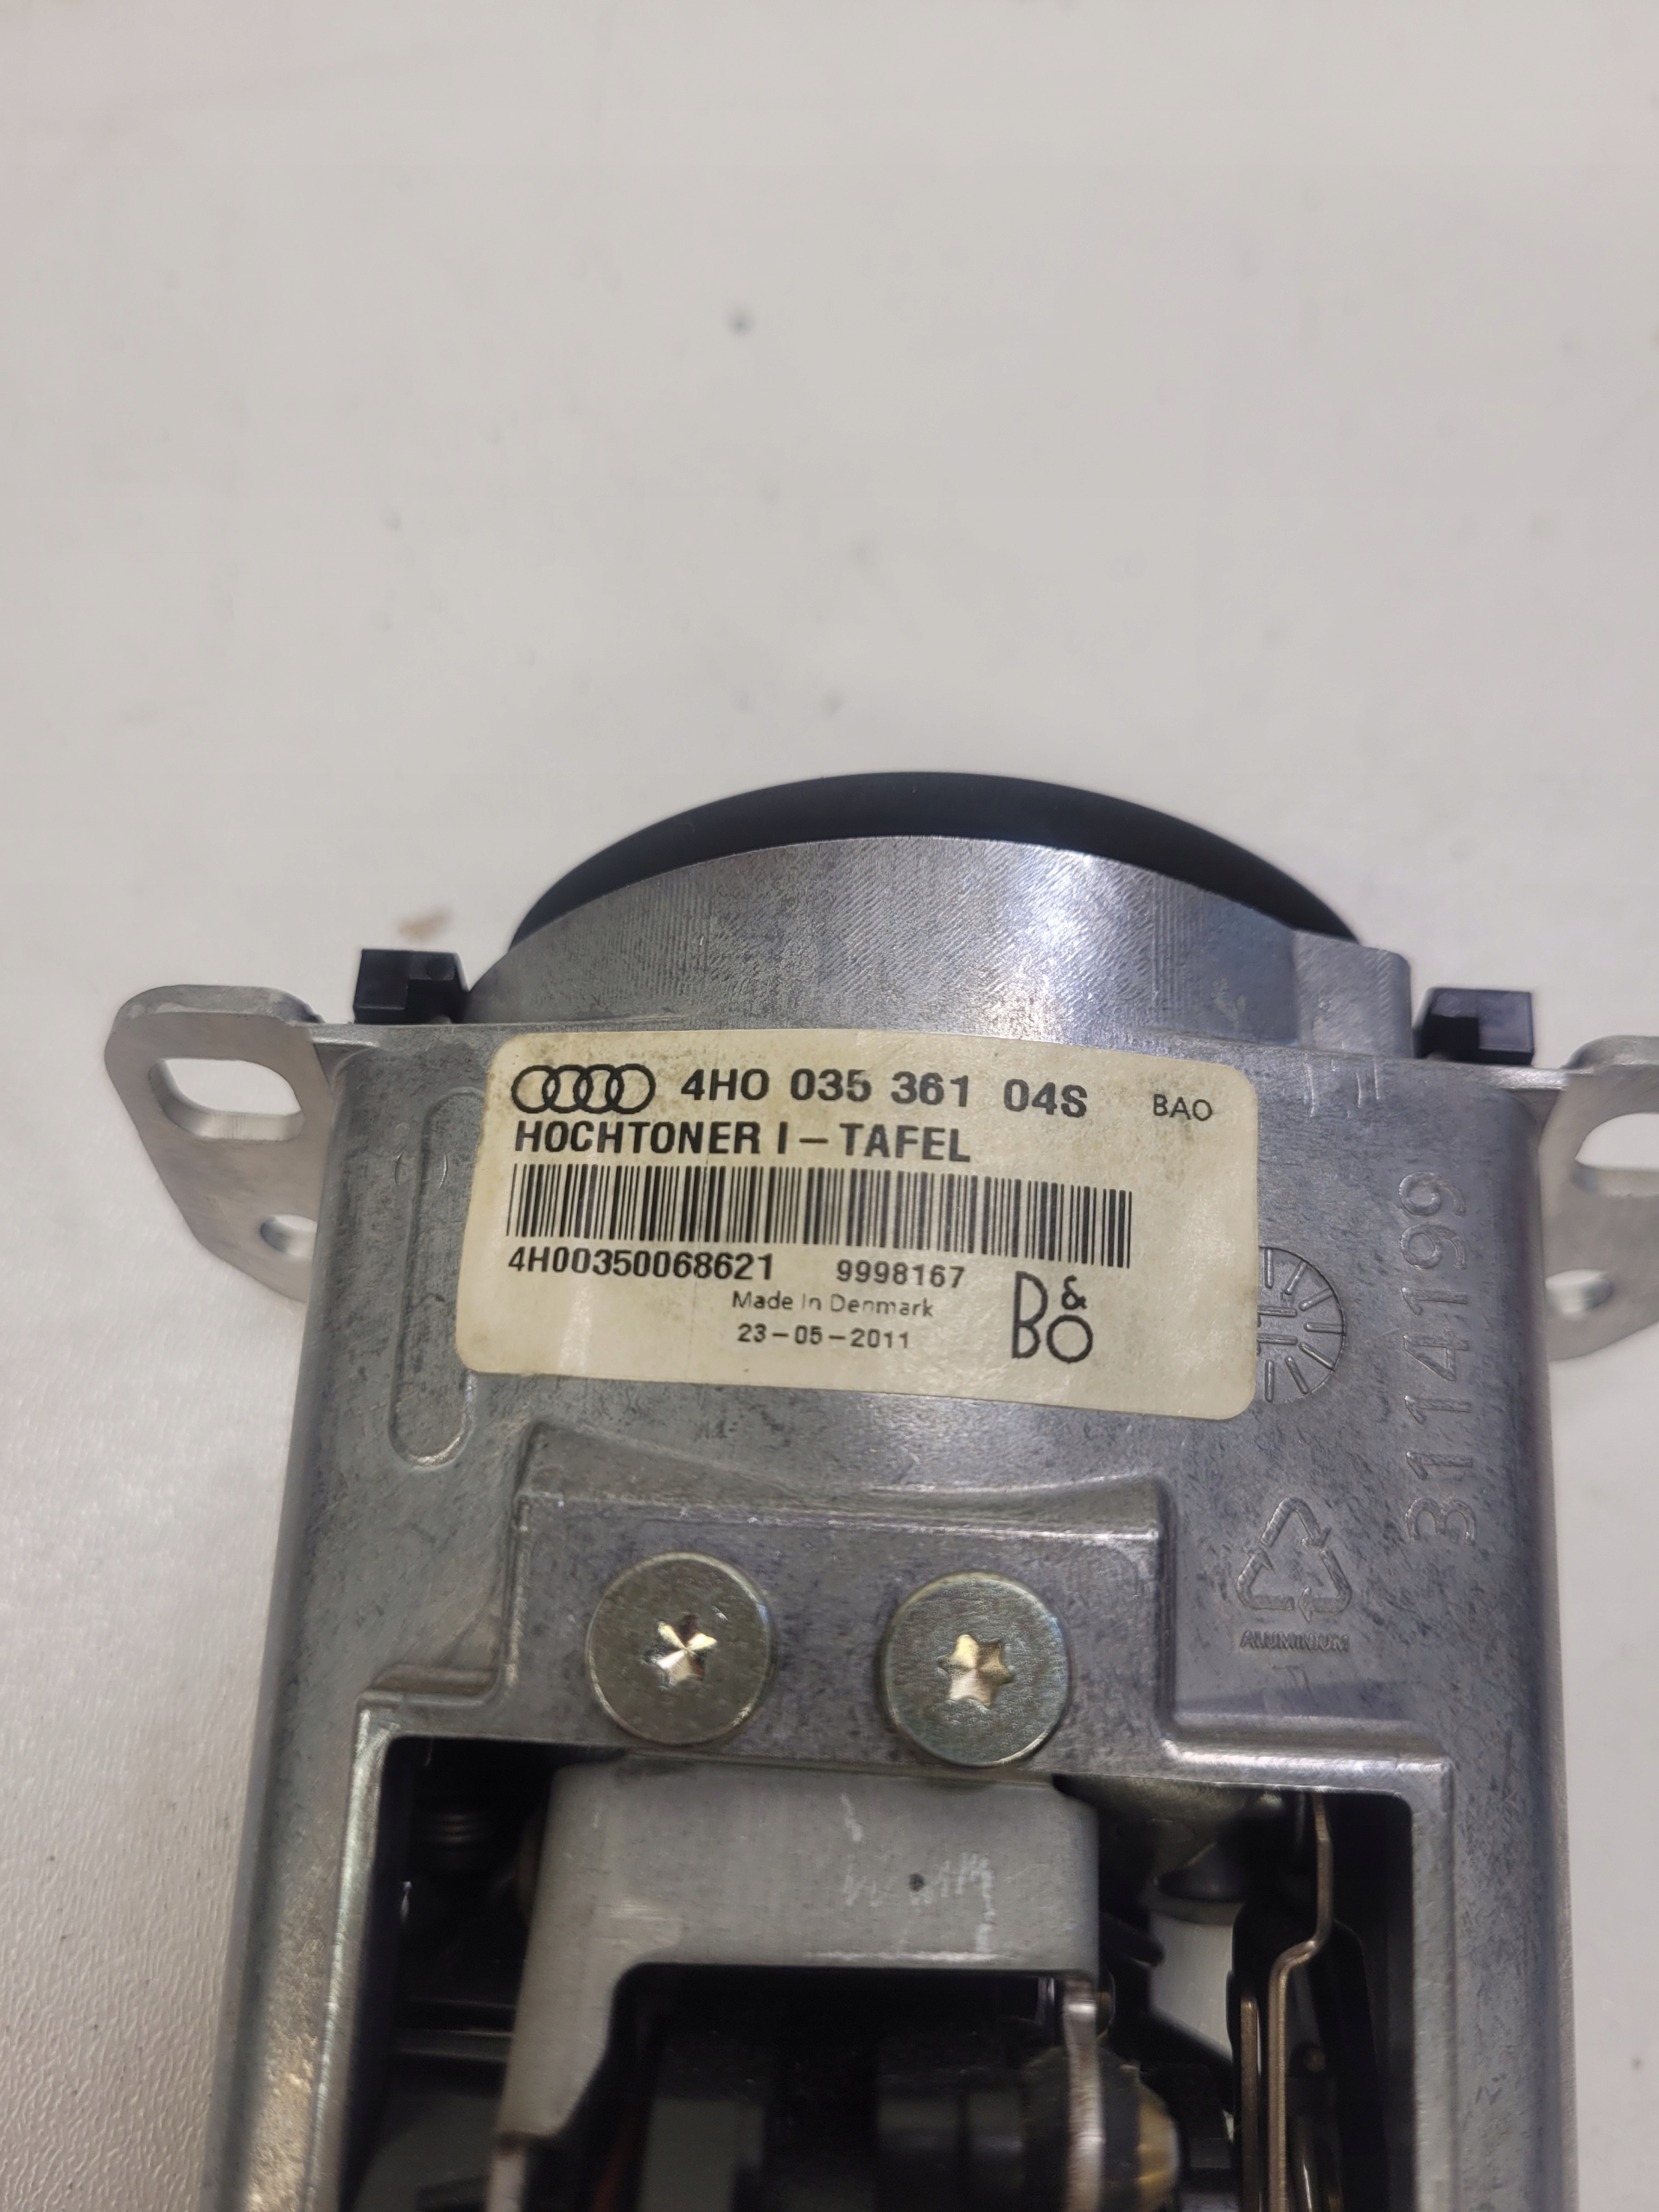 4H0 035 361 04S BAO
HOCHTONER I-TAFEL
4H00350068621 9998167
Made In Denmark
23-05-2011
B&O
3114199
ALUMINIUM